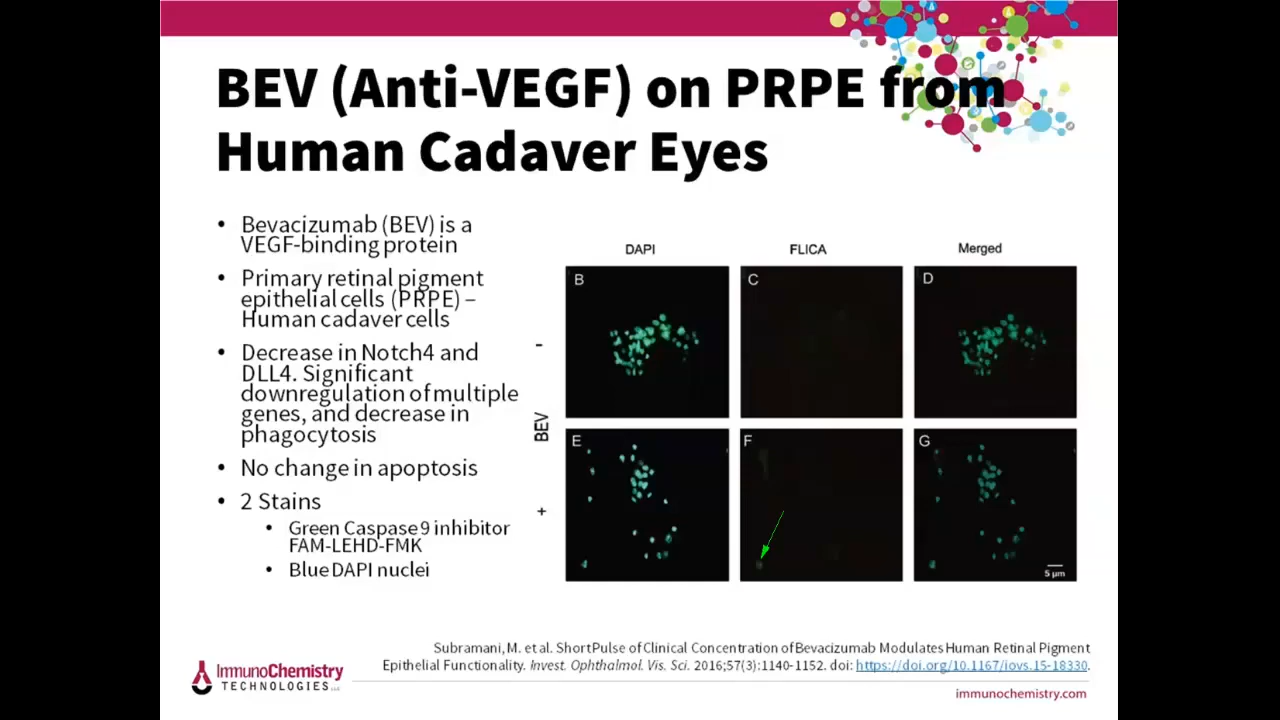 BEV (Anti-VEGF) on PRPE from
Human Cadaver Eyes
• Bevacizumab (BEV) is a
VEGF-binding protein
• Primary retinal pigment
epithelial cells (PRPE) –
Human cadaver cells
• Decrease in Notch4 and
DLL4. Significant
downregulation of multiple
genes, and decrease in
phagocytosis
• No change in apoptosis
• 2 Stains
• Green Caspase 9 inhibitor
FAM-LEHD-FMK
• Blue DAPI nuclei
DAPI FLICA Merged
B C D
-
BEV
E F G
+
5 µm
Subramani, M. et al. Short Pulse of Clinical Concentration of Bevacizumab Modulates Human Retinal Pigment
Epithelial Functionality. Invest. Ophthalmol. Vis. Sci. 2016;57(3):1140-1152. doi: https://doi.org/10.1167/iovs.15-18330.
ImmunoChemistry
TECHNOLOGIES
immunochemistry.com